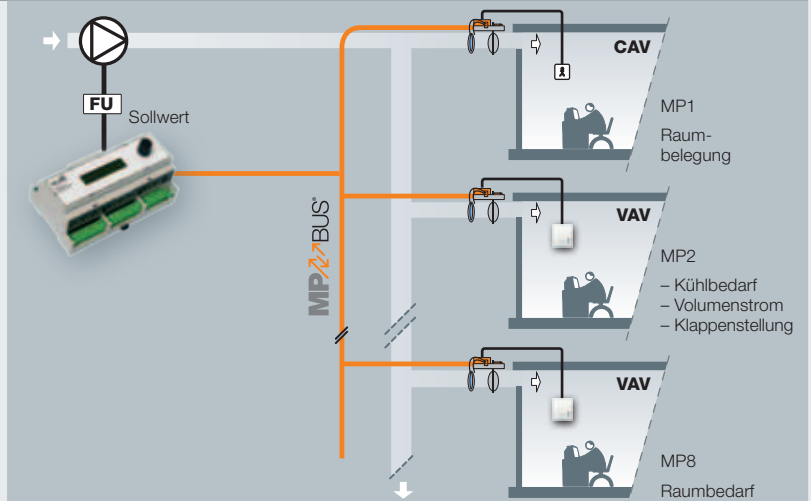 CAV
FU
Sollwert
MP1
Raum-
belegung
MP BUS®
VAV
MP2
– Kühlbedarf
– Volumenstrom
– Klappenstellung
VAV
MP8
Raumbedarf